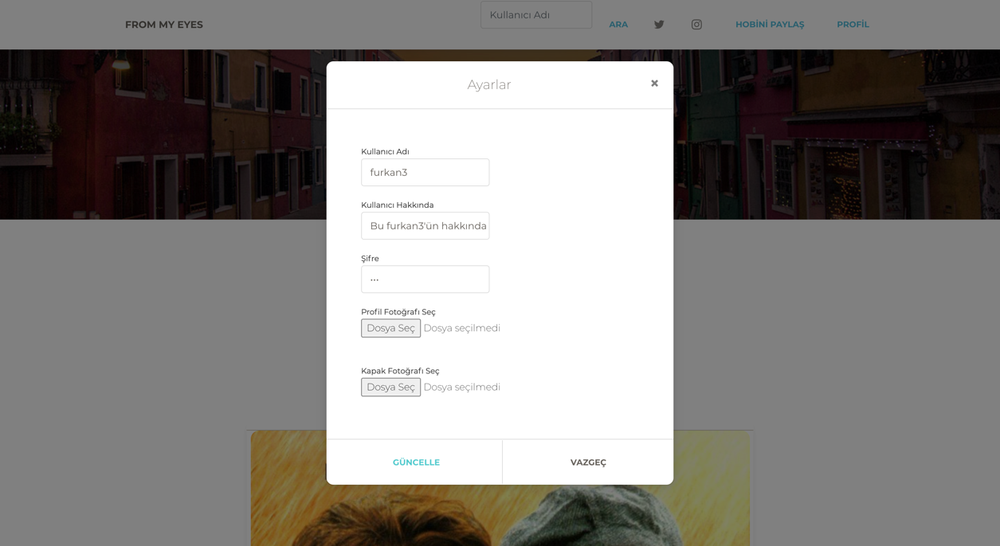 FROM MY EYES
Kullanıcı Adı
ARA
HOBİNİ PAYLAŞ
PROFİL
Ayarlar
×
Kullanıcı Adı
furkan3
Kullanıcı Hakkında
Bu furkan3'ün hakkında
Şifre
...
Profil Fotoğrafı Seç
Dosya Seç Dosya seçilmedi
Kapak Fotoğrafı Seç
Dosya Seç Dosya seçilmedi
GÜNCELLE
VAZGEÇ